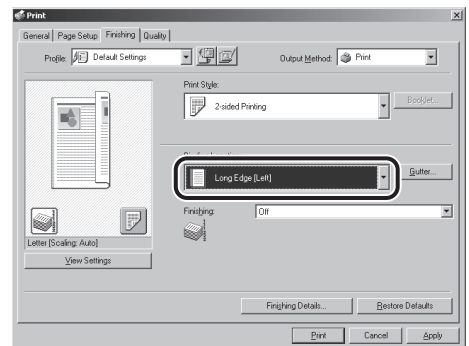 Print
General Page Setup Finishing Quality
Profile: Default Settings Output Method: Print
Print Style:
2-sided Printing Booklet...
Long Edge [Left] Gutter...
Finishing: Off
Letter [Scaling: Auto]
View Settings
Finishing Details... Restore Defaults
Print Cancel Apply